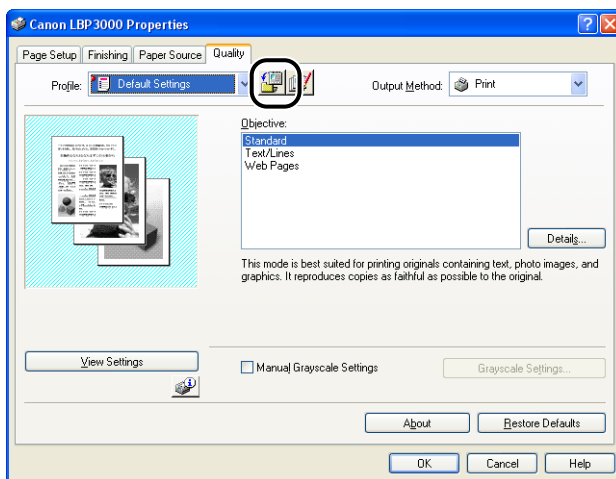 Canon LBP3000 Properties
Page Setup Finishing Paper Source Quality
Profile: Default Settings Output Method: Print
Objective:
Standard
Text/Lines
Web Pages
Details...
This mode is best suited for printing originals containing text, photo images, and
graphics. It reproduces copies as faithful as possible to the original.
View Settings
Manual Grayscale Settings Grayscale Settings...
About Restore Defaults
OK Cancel Help